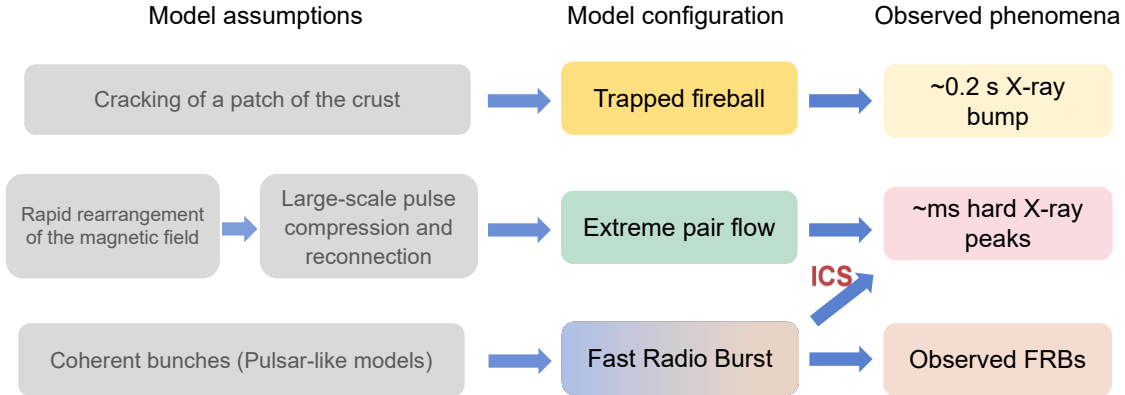 Model assumptions
Model configuration
Observed phenomena
Cracking of a patch of the crust
Trapped fireball
~0.2 s X-ray
bump
Rapid rearrangement
of the magnetic field
Large-scale pulse
compression and
reconnection
Extreme pair flow
~ms hard X-ray
peaks
ICS
Coherent bunches (Pulsar-like models)
Fast Radio Burst
Observed FRBs